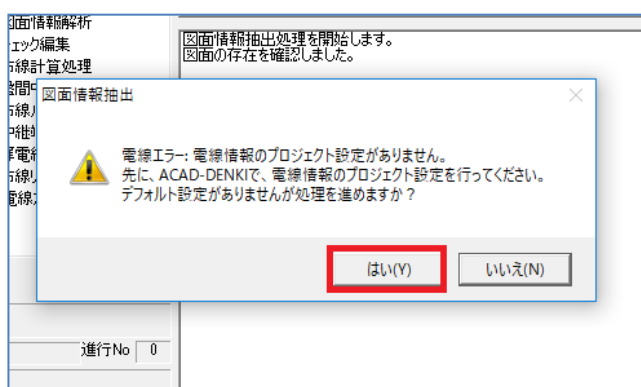 図面情報解析
ェック編集
布線計算処理
図面情報抽出処理を開始します。
図面の存在を確認しました。
図面情報抽出
電線エラー: 電線情報のプロジェクト設定がありません。
先に、ACAD-DENKIで、電線情報のプロジェクト設定を行ってください。
デフォルト設定がありませんが処理を進めますか？
はい(Y)
いいえ(N)
進行No 0